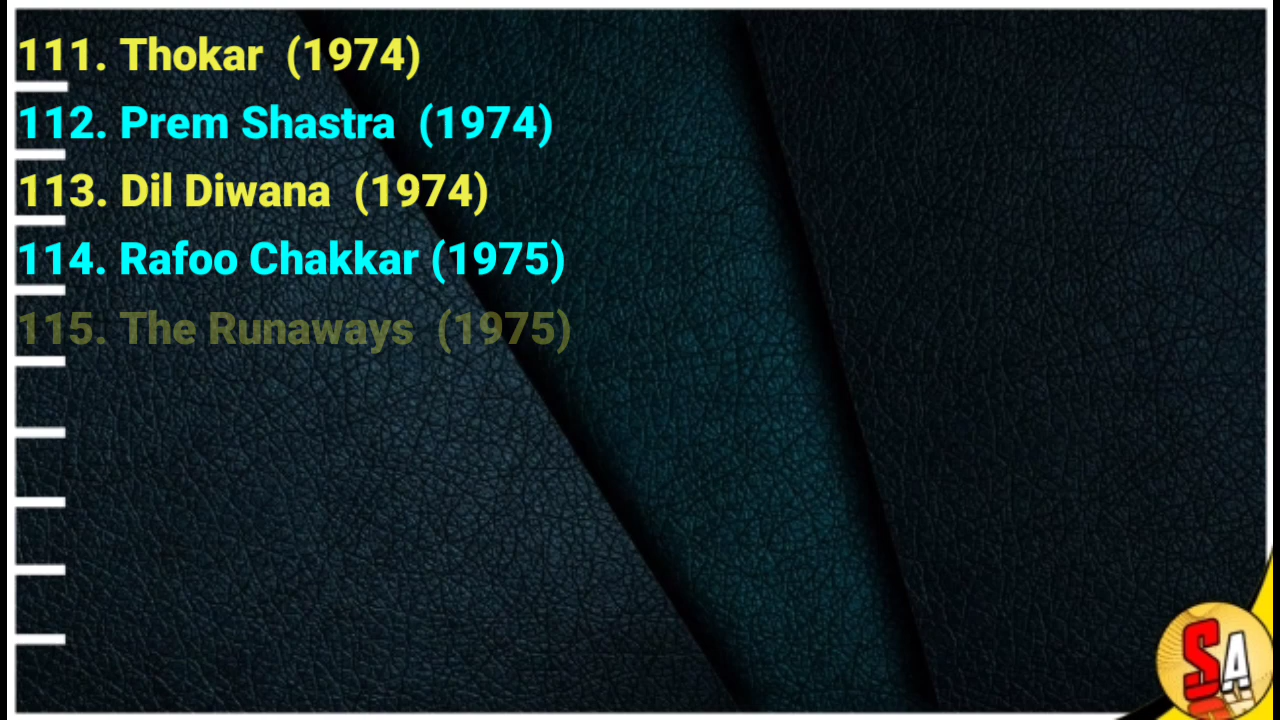 111. Thokar (1974)
112. Prem Shastra (1974)
113. Dil Diwana (1974)
114. Rafoo Chakkar (1975)
115. The Runaways (1975)
SA